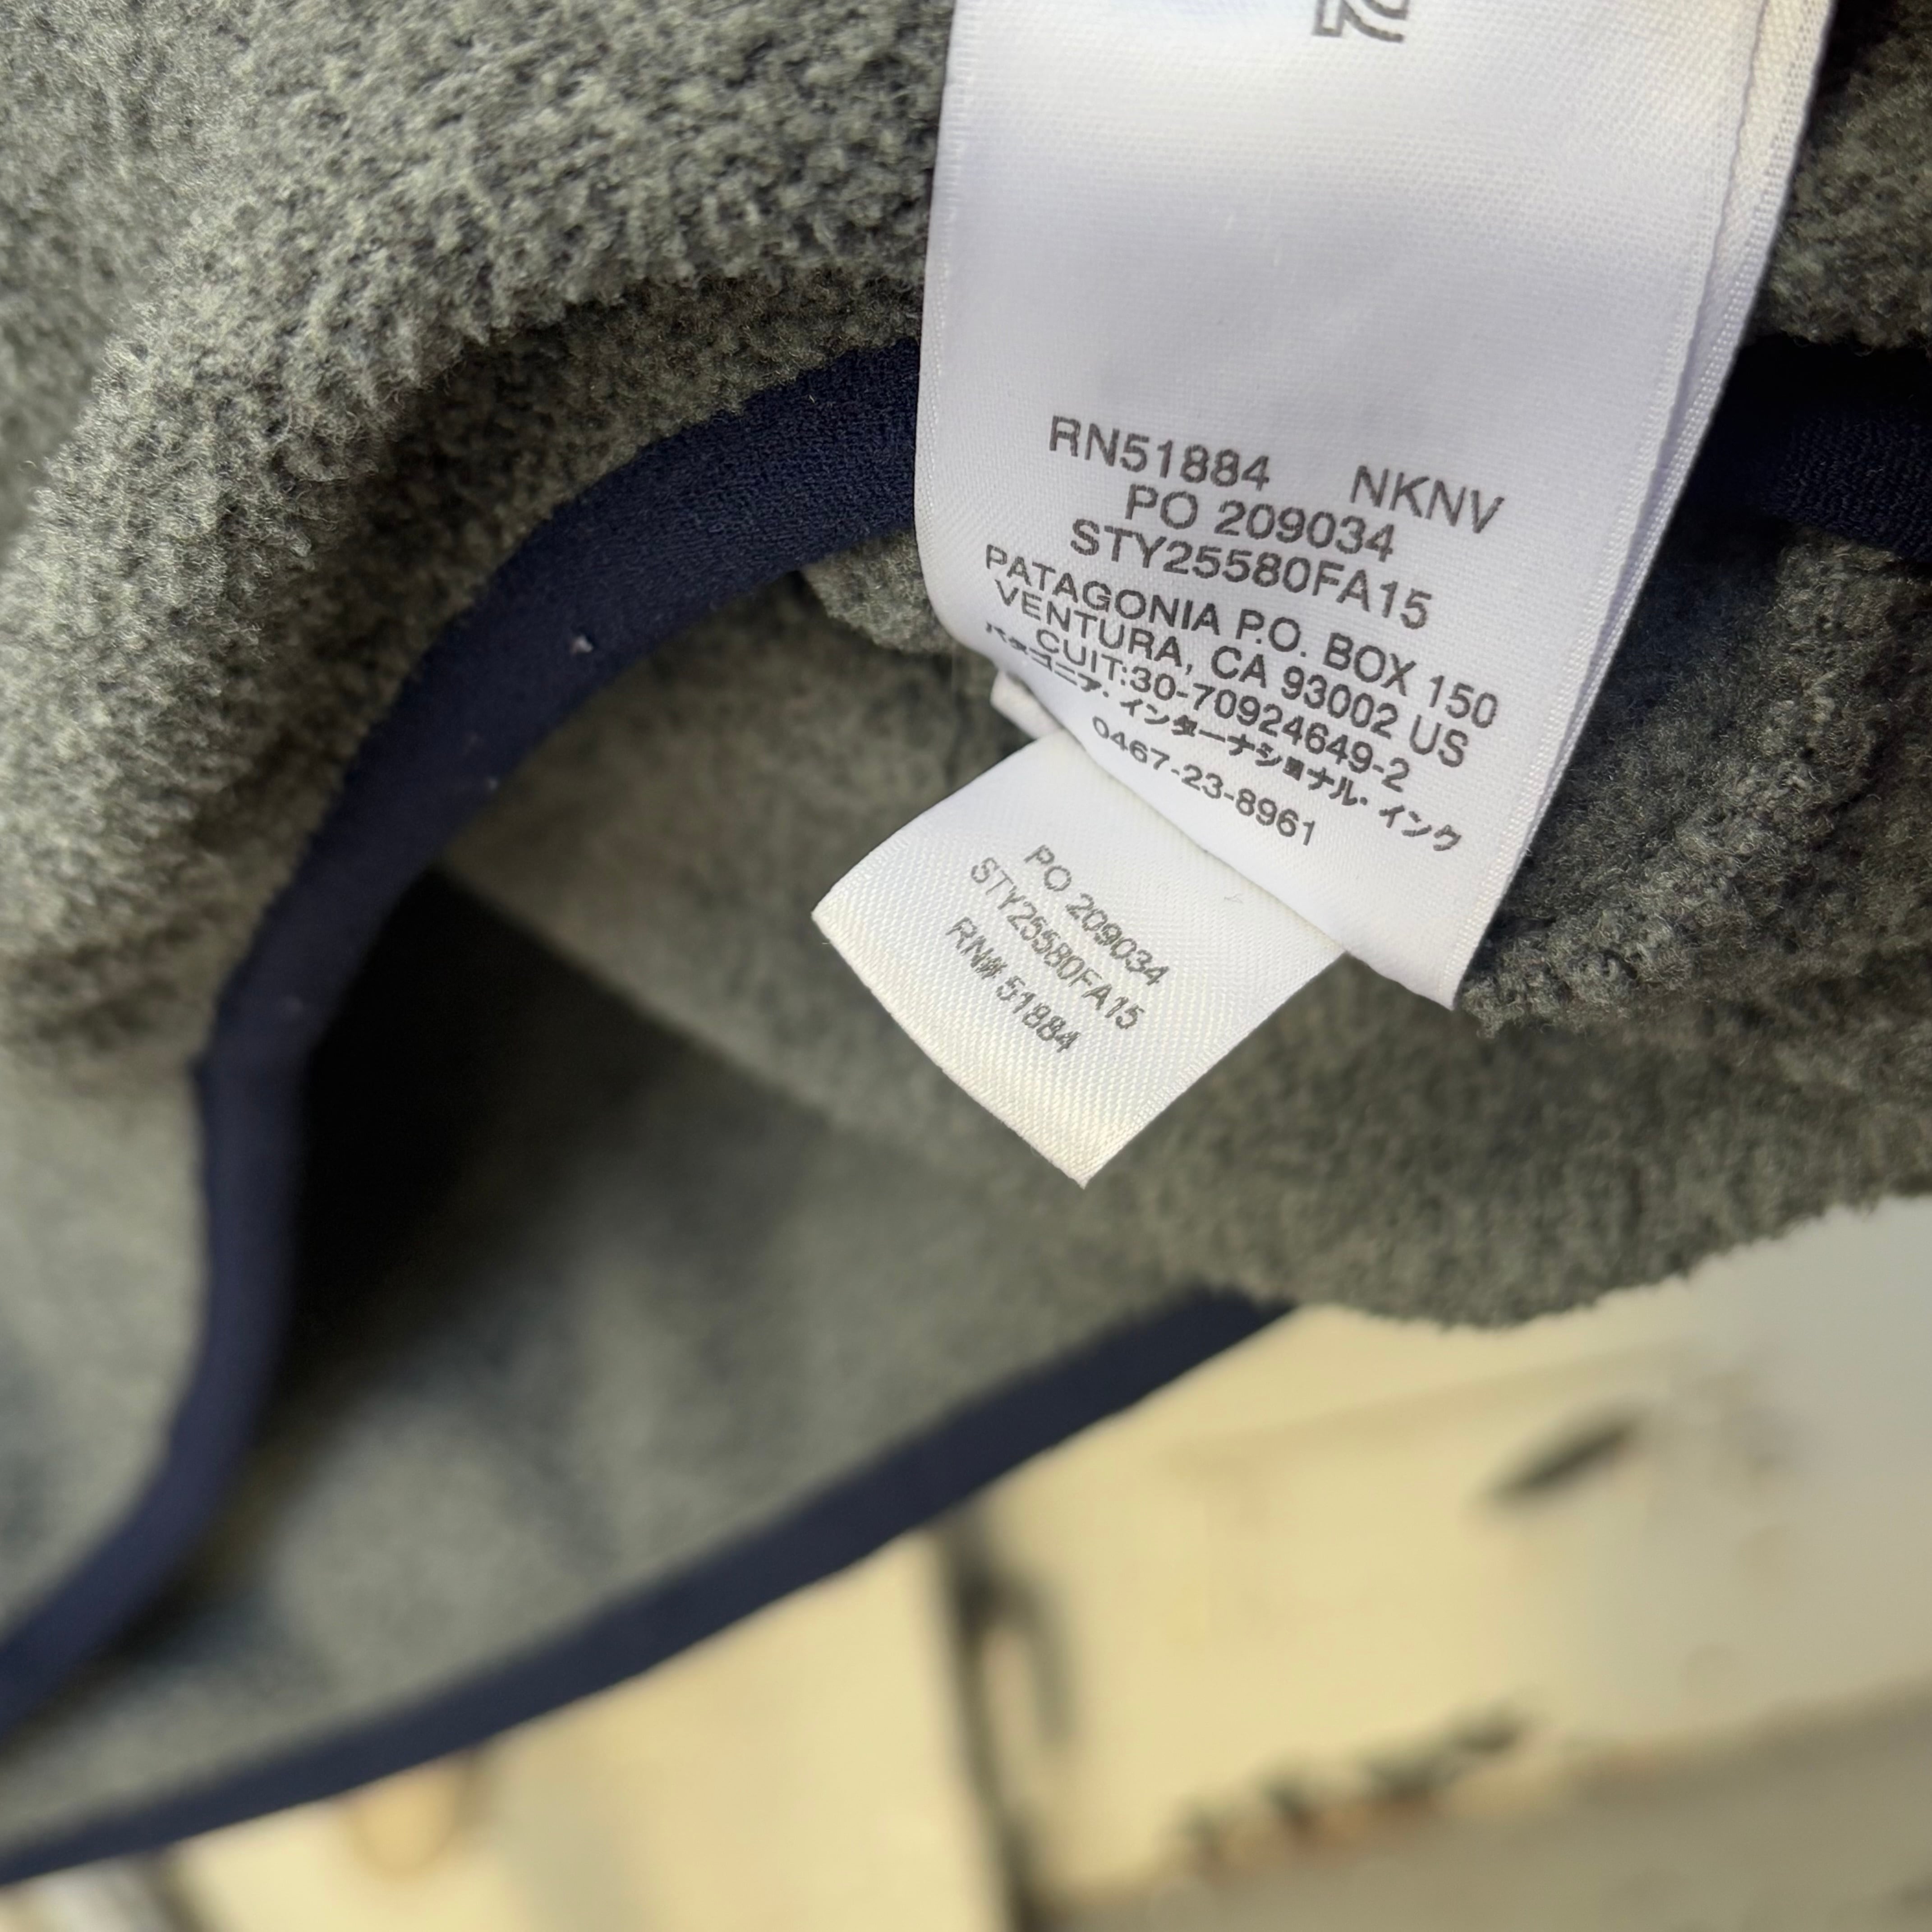 RN51884 NKNV
PO 209034
STY25580FA15
PATAGONIA P.O. BOX 150
VENTURA, CA 93002 US
CUIT:30-70924649-2
パタゴニア・インターナショナル・インク
0467-23-8961
PO 209034
STY25580FA15
RN# 51884